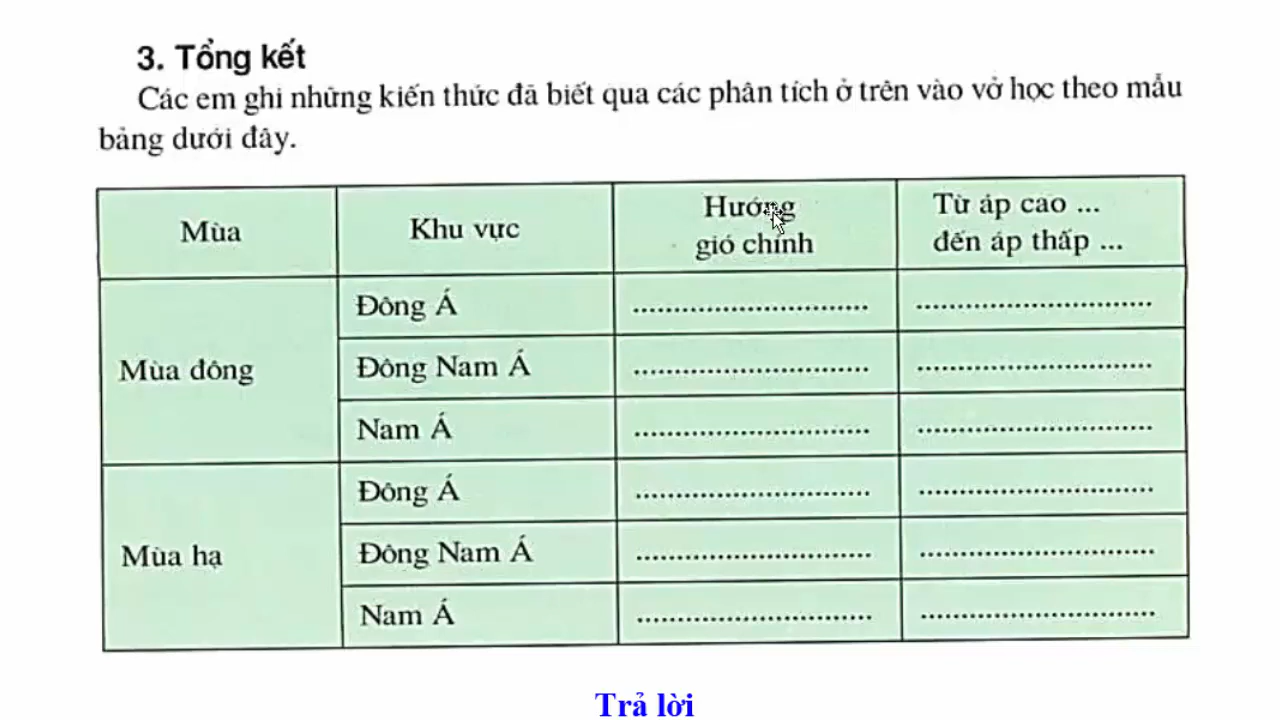 3. Tổng kết
Các em ghi những kiến thức đã biết qua các phân tích ở trên vào vở học theo mẫu
bảng dưới đây.
Mùa
Khu vực
Hướng
gió chính
Từ áp cao ...
đến áp thấp ...
Mùa đông
Đông Á
........................................
........................................
Đông Nam Á
........................................
........................................
Nam Á
........................................
........................................
Mùa hạ
Đông Á
........................................
........................................
Đông Nam Á
........................................
........................................
Nam Á
........................................
........................................
Trả lời